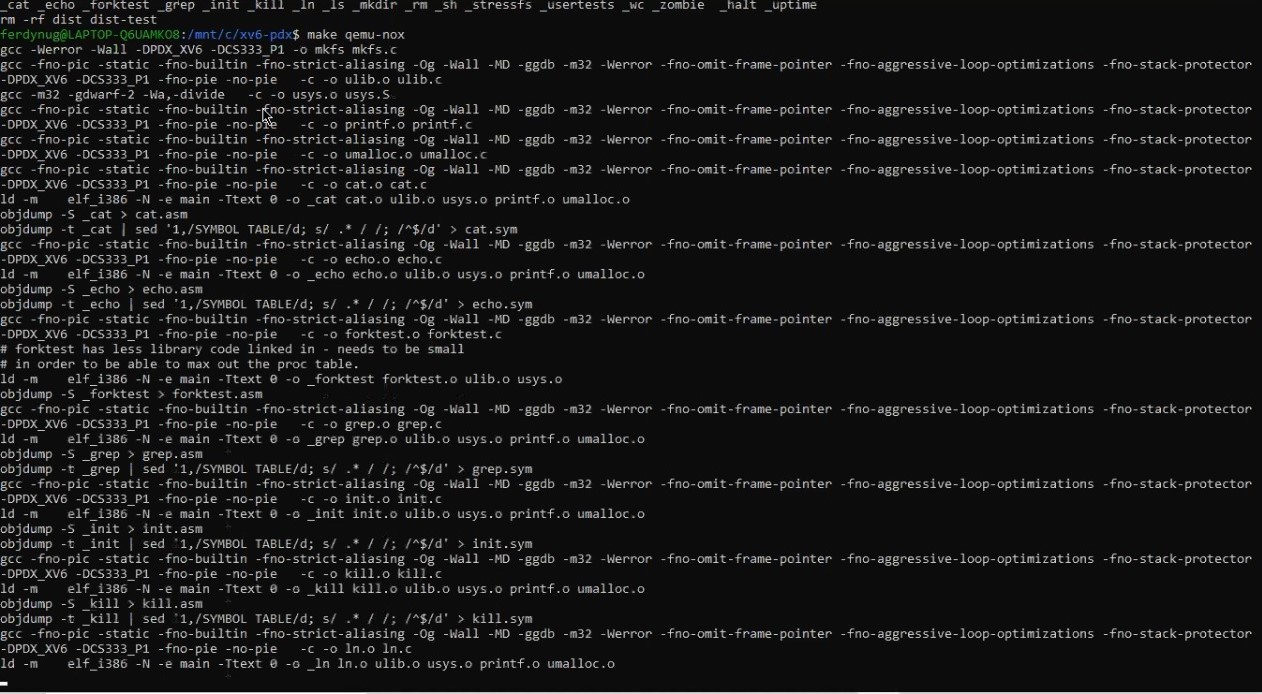 _cat _echo _forktest _grep _init _kill _ln _ls _mkdir _rm _sh _stressfs _usertests _wc _zombie  _halt _uptime
rm -rf dist dist-test
ferdynug@LAPTOP-Q6UAMKO8:/mnt/c/xv6-pdx$ make qemu-nox
gcc -Werror -Wall -DPDX_XV6 -DCS333_P1 -o mkfs mkfs.c
gcc -fno-pic -static -fno-builtin -fno-strict-aliasing -Og -Wall -MD -ggdb -m32 -Werror -fno-omit-frame-pointer -fno-aggressive-loop-optimizations -fno-stack-protector
-DPDX_XV6 -DCS333_P1 -fno-pie -no-pie   -c -o ulib.o ulib.c
gcc -m32 -gdwarf-2 -Wa,-divide   -c -o usys.o usys.S
gcc -fno-pic -static -fno-builtin -fno-strict-aliasing -Og -Wall -MD -ggdb -m32 -Werror -fno-omit-frame-pointer -fno-aggressive-loop-optimizations -fno-stack-protector
-DPDX_XV6 -DCS333_P1 -fno-pie -no-pie   -c -o printf.o printf.c
gcc -fno-pic -static -fno-builtin -fno-strict-aliasing -Og -Wall -MD -ggdb -m32 -Werror -fno-omit-frame-pointer -fno-aggressive-loop-optimizations -fno-stack-protector
-DPDX_XV6 -DCS333_P1 -fno-pie -no-pie   -c -o umalloc.o umalloc.c
gcc -fno-pic -static -fno-builtin -fno-strict-aliasing -Og -Wall -MD -ggdb -m32 -Werror -fno-omit-frame-pointer -fno-aggressive-loop-optimizations -fno-stack-protector
-DPDX_XV6 -DCS333_P1 -fno-pie -no-pie   -c -o cat.o cat.c
ld -m    elf_i386 -N -e main -Ttext 0 -o _cat cat.o ulib.o usys.o printf.o umalloc.o
objdump -S _cat > cat.asm
objdump -t _cat | sed '1,/SYMBOL TABLE/d; s/ .* / /; /^$/d' > cat.sym
gcc -fno-pic -static -fno-builtin -fno-strict-aliasing -Og -Wall -MD -ggdb -m32 -Werror -fno-omit-frame-pointer -fno-aggressive-loop-optimizations -fno-stack-protector
-DPDX_XV6 -DCS333_P1 -fno-pie -no-pie   -c -o echo.o echo.c
ld -m    elf_i386 -N -e main -Ttext 0 -o _echo echo.o ulib.o usys.o printf.o umalloc.o
objdump -S _echo > echo.asm
objdump -t _echo | sed '1,/SYMBOL TABLE/d; s/ .* / /; /^$/d' > echo.sym
gcc -fno-pic -static -fno-builtin -fno-strict-aliasing -Og -Wall -MD -ggdb -m32 -Werror -fno-omit-frame-pointer -fno-aggressive-loop-optimizations -fno-stack-protector
-DPDX_XV6 -DCS333_P1 -fno-pie -no-pie   -c -o forktest.o forktest.c
# forktest has less library code linked in - needs to be small
# in order to be able to max out the proc table.
ld -m    elf_i386 -N -e main -Ttext 0 -o _forktest forktest.o ulib.o usys.o
objdump -S _forktest > forktest.asm
gcc -fno-pic -static -fno-builtin -fno-strict-aliasing -Og -Wall -MD -ggdb -m32 -Werror -fno-omit-frame-pointer -fno-aggressive-loop-optimizations -fno-stack-protector
-DPDX_XV6 -DCS333_P1 -fno-pie -no-pie   -c -o grep.o grep.c
ld -m    elf_i386 -N -e main -Ttext 0 -o _grep grep.o ulib.o usys.o printf.o umalloc.o
objdump -S _grep > grep.asm
objdump -t _grep | sed '1,/SYMBOL TABLE/d; s/ .* / /; /^$/d' > grep.sym
gcc -fno-pic -static -fno-builtin -fno-strict-aliasing -Og -Wall -MD -ggdb -m32 -Werror -fno-omit-frame-pointer -fno-aggressive-loop-optimizations -fno-stack-protector
-DPDX_XV6 -DCS333_P1 -fno-pie -no-pie   -c -o init.o init.c
ld -m    elf_i386 -N -e main -Ttext 0 -o _init init.o ulib.o usys.o printf.o umalloc.o
objdump -S _init > init.asm
objdump -t _init | sed '1,/SYMBOL TABLE/d; s/ .* / /; /^$/d' > init.sym
gcc -fno-pic -static -fno-builtin -fno-strict-aliasing -Og -Wall -MD -ggdb -m32 -Werror -fno-omit-frame-pointer -fno-aggressive-loop-optimizations -fno-stack-protector
-DPDX_XV6 -DCS333_P1 -fno-pie -no-pie   -c -o kill.o kill.c
ld -m    elf_i386 -N -e main -Ttext 0 -o _kill kill.o ulib.o usys.o printf.o umalloc.o
objdump -S _kill > kill.asm
objdump -t _kill | sed '1,/SYMBOL TABLE/d; s/ .* / /; /^$/d' > kill.sym
gcc -fno-pic -static -fno-builtin -fno-strict-aliasing -Og -Wall -MD -ggdb -m32 -Werror -fno-omit-frame-pointer -fno-aggressive-loop-optimizations -fno-stack-protector
-DPDX_XV6 -DCS333_P1 -fno-pie -no-pie   -c -o ln.o ln.c
ld -m    elf_i386 -N -e main -Ttext 0 -o _ln ln.o ulib.o usys.o printf.o umalloc.o